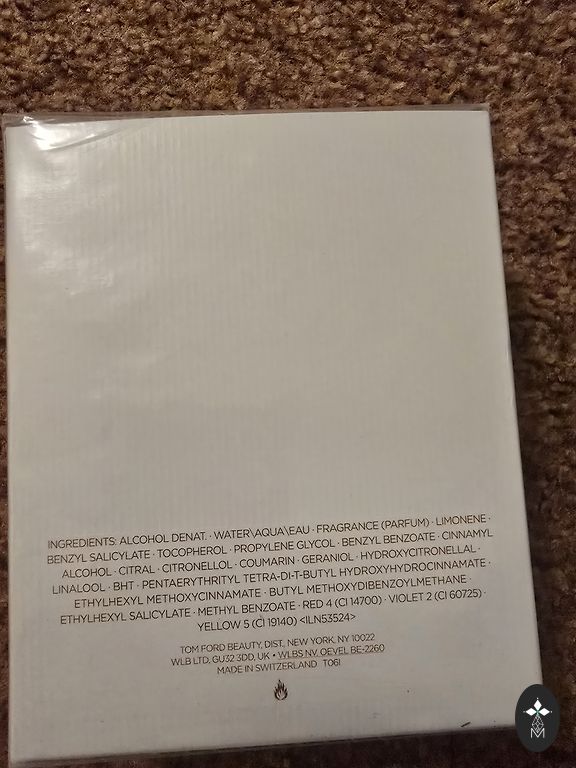 INGREDIENTS: ALCOHOL DENAT. · WATER\AQUA\EAU · FRAGRANCE (PARFUM) · LIMONENE ·
BENZYL SALICYLATE · TOCOPHEROL · PROPYLENE GLYCOL · BENZYL BENZOATE · CINNAMYL
ALCOHOL · CITRAL · CITRONELLOL · COUMARIN · GERANIOL · HYDROXYCITRONELLAL ·
LINALOOL · BHT · PENTAERYTHRITYL TETRA-DI-T-BUTYL HYDROXYHYDROCINNAMATE ·
ETHYLHEXYL METHOXYCINNAMATE · BUTYL METHOXYDIBENZOYLMETHANE ·
ETHYLHEXYL SALICYLATE · METHYL BENZOATE · RED 4 (CI 14700) · VIOLET 2 (CI 60725) ·
YELLOW 5 (CI 19140) <ILN53524>
TOM FORD BEAUTY, DIST., NEW YORK, NY 10022
WLB LTD, GU32 3DD, UK • WLBS NV. OEVEL BE-2260
MADE IN SWITZERLAND T06I
M